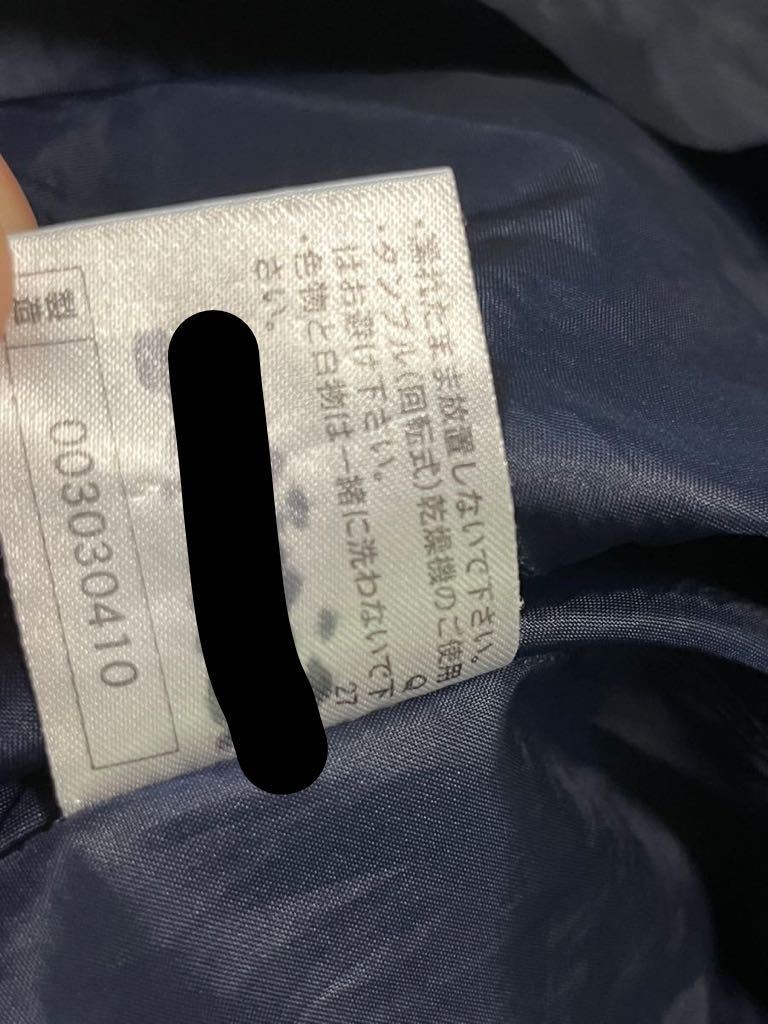 ・濡れたまま放置しないで下さい。
・タンブル(回転式)乾燥機のご使用
はお避け下さい。
・色物と白物は一緒に洗わないで下
さい。
Q
27
製造
003030410